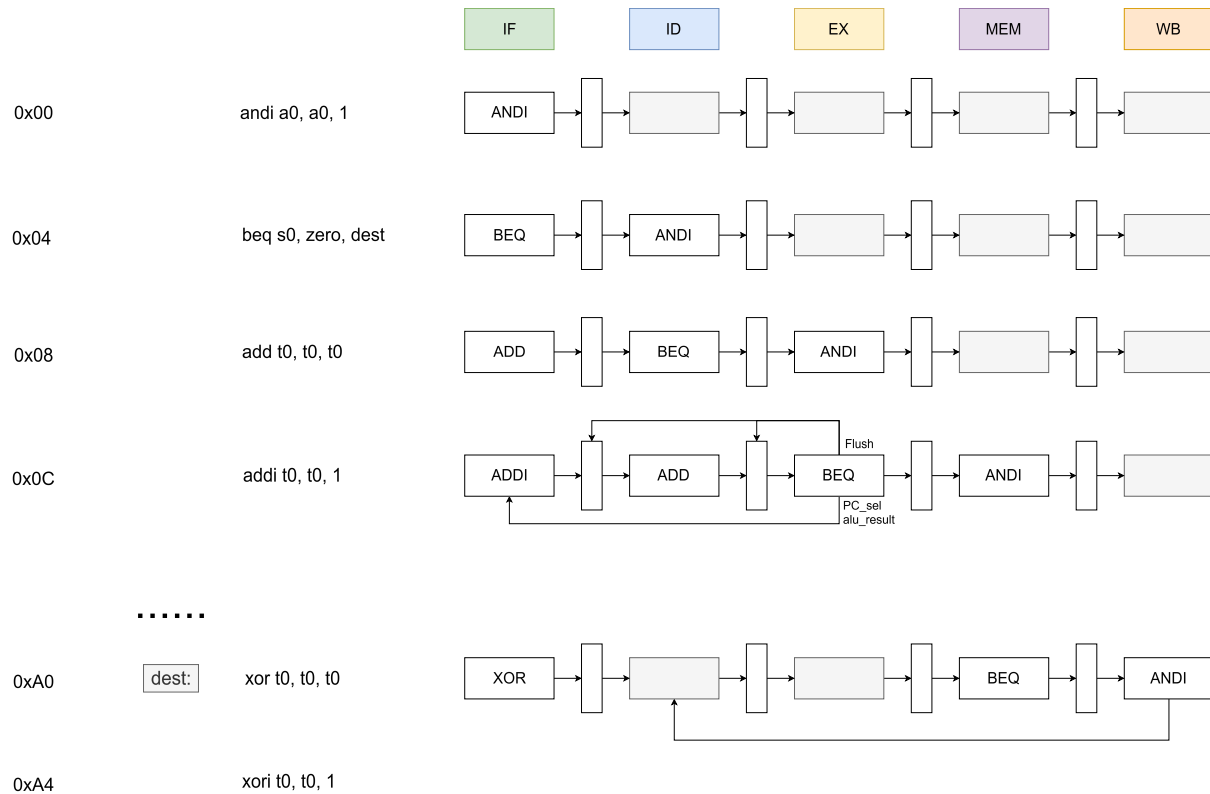 IF ID EX MEM WB
0x00 andi a0, a0, 1 ANDI
0x04 beq s0, zero, dest BEQ ANDI
0x08 add t0, t0, t0 ADD BEQ ANDI
Flush
0x0C addi t0, t0, 1 ADDI ADD BEQ ANDI
PC_sel
alu_result
......
0xA0 dest: xor t0, t0, t0 XOR BEQ ANDI
0xA4 xori t0, t0, 1